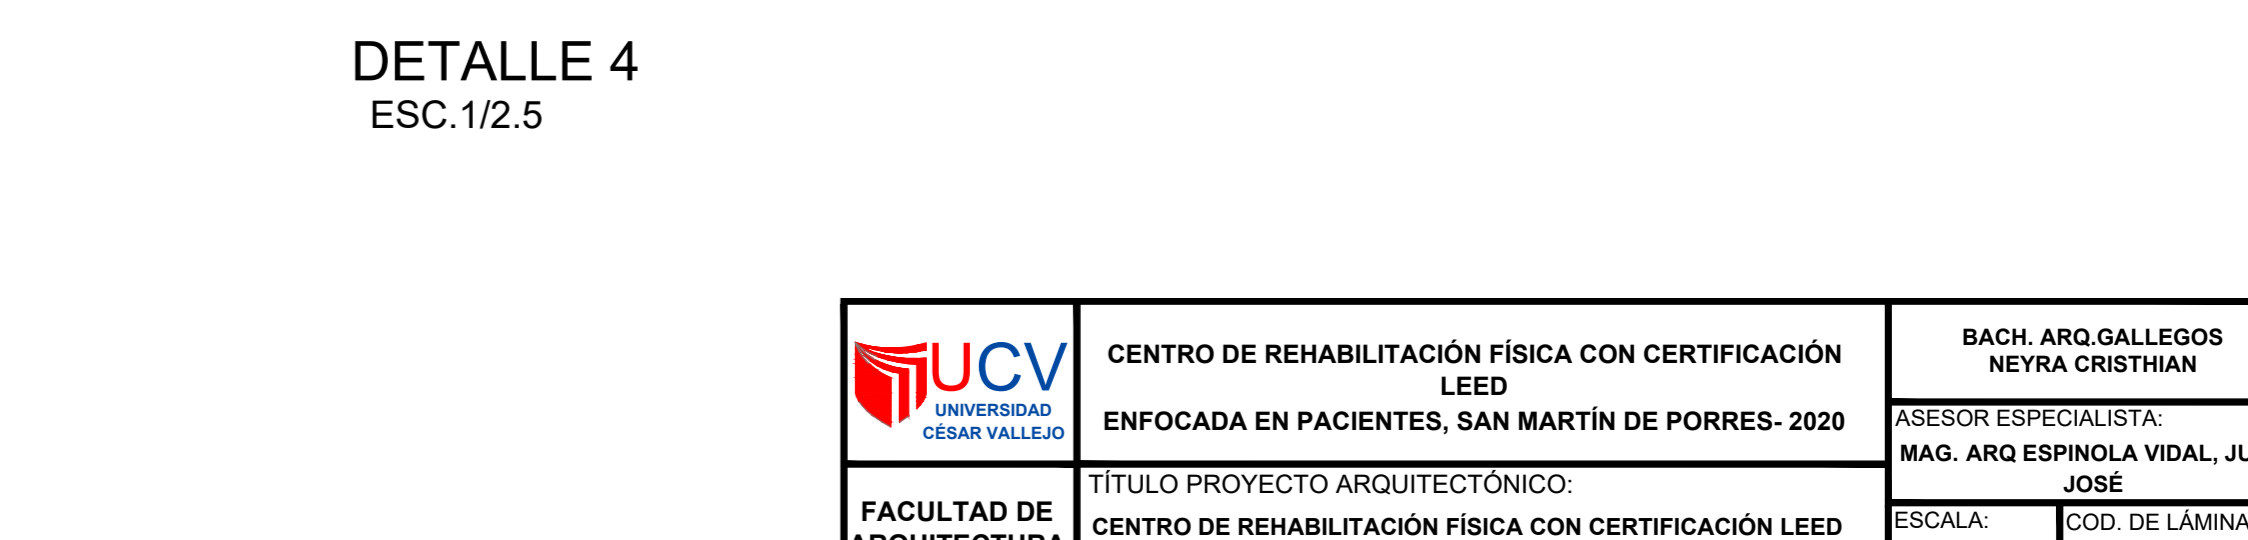 DETALLE 4
ESC.1/2.5
UCV
UNIVERSIDAD
CÉSAR VALLEJO
CENTRO DE REHABILITACIÓN FÍSICA CON CERTIFICACIÓN
LEED
ENFOCADA EN PACIENTES, SAN MARTÍN DE PORRES- 2020
BACH. ARQ.GALLEGOS
NEYRA CRISTHIAN
ASESOR ESPECIALISTA:
MAG. ARQ ESPINOLA VIDAL,
JOSÉ
FACULTAD DE
ARQUITECTURA
TÍTULO PROYECTO ARQUITECTÓNICO:
CENTRO DE REHABILITACIÓN FÍSICA CON CERTIFICACIÓN LEED
ESCALA:
COD. DE LÁMINA